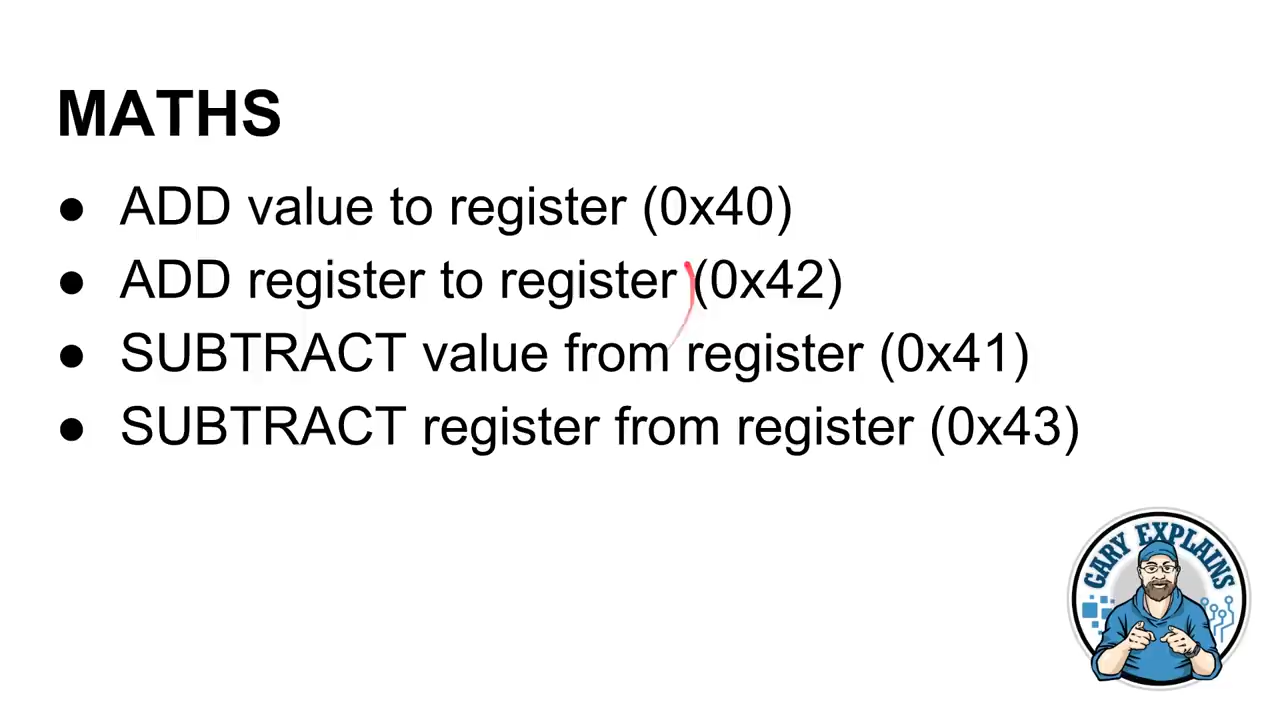 MATHS
● ADD value to register (0x40)
● ADD register to register (0x42)
● SUBTRACT value from register (0x41)
● SUBTRACT register from register (0x43)
GARY EXPLAINS